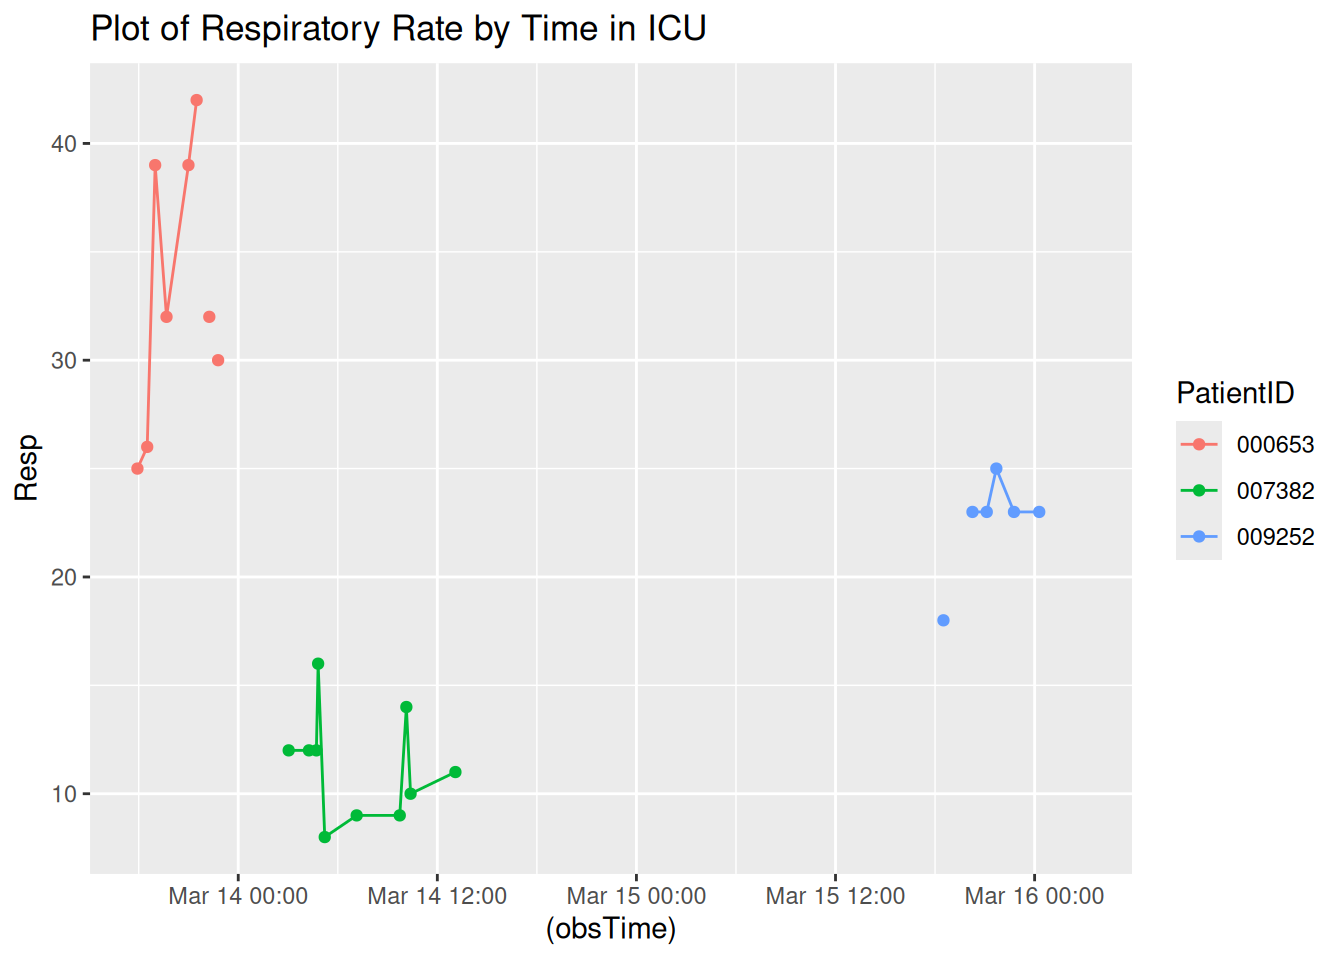 Plot of Respiratory Rate by Time in ICU
40
30
20
10
Resp
Mar 14 00:00 Mar 14 12:00 Mar 15 00:00 Mar 15 12:00 Mar 16 00:00
(obsTime)
PatientID
000653
007382
009252